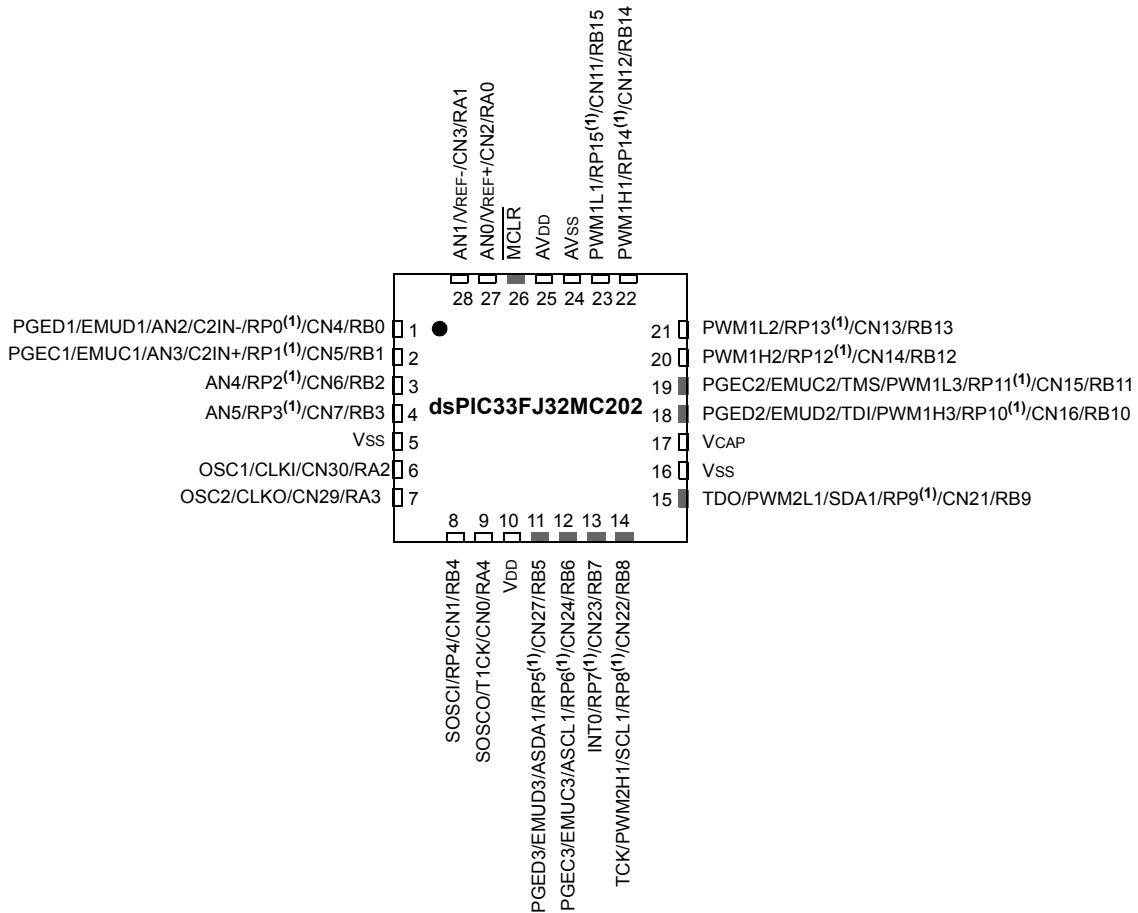 AN1/VREF-/CN3/RA1
AN0/VREF+/CN2/RA0
MCLR
AVDD
AVSS
PWM1L1/RP15(1)/CN11/RB15
PWM1H1/RP14(1)/CN12/RB14
28 27 26 25 24 23 22
PGED1/EMUD1/AN2/C2IN-/RP0(1)/CN4/RB0 1
PGEC1/EMUC1/AN3/C2IN+/RP1(1)/CN5/RB1 2
AN4/RP2(1)/CN6/RB2 3
AN5/RP3(1)/CN7/RB3 4
VSS 5
OSC1/CLKI/CN30/RA2 6
OSC2/CLKO/CN29/RA3 7
dsPIC33FJ32MC202
21 PWM1L2/RP13(1)/CN13/RB13
20 PWM1H2/RP12(1)/CN14/RB12
19 PGEC2/EMUC2/TMS/PWM1L3/RP11(1)/CN15/RB11
18 PGED2/EMUD2/TDI/PWM1H3/RP10(1)/CN16/RB10
17 VCAP
16 VSS
15 TDO/PWM2L1/SDA1/RP9(1)/CN21/RB9
8 9 10 11 12 13 14
SOSCI/RP4/CN1/RB4
SOSCO/T1CK/CN0/RA4
VDD
PGED3/EMUD3/ASDA1/RP5(1)/CN27/RB5
PGEC3/EMUC3/ASCL1/RP6(1)/CN24/RB6
INT0/RP7(1)/CN23/RB7
TCK/PWM2H1/SCL1/RP8(1)/CN22/RB8